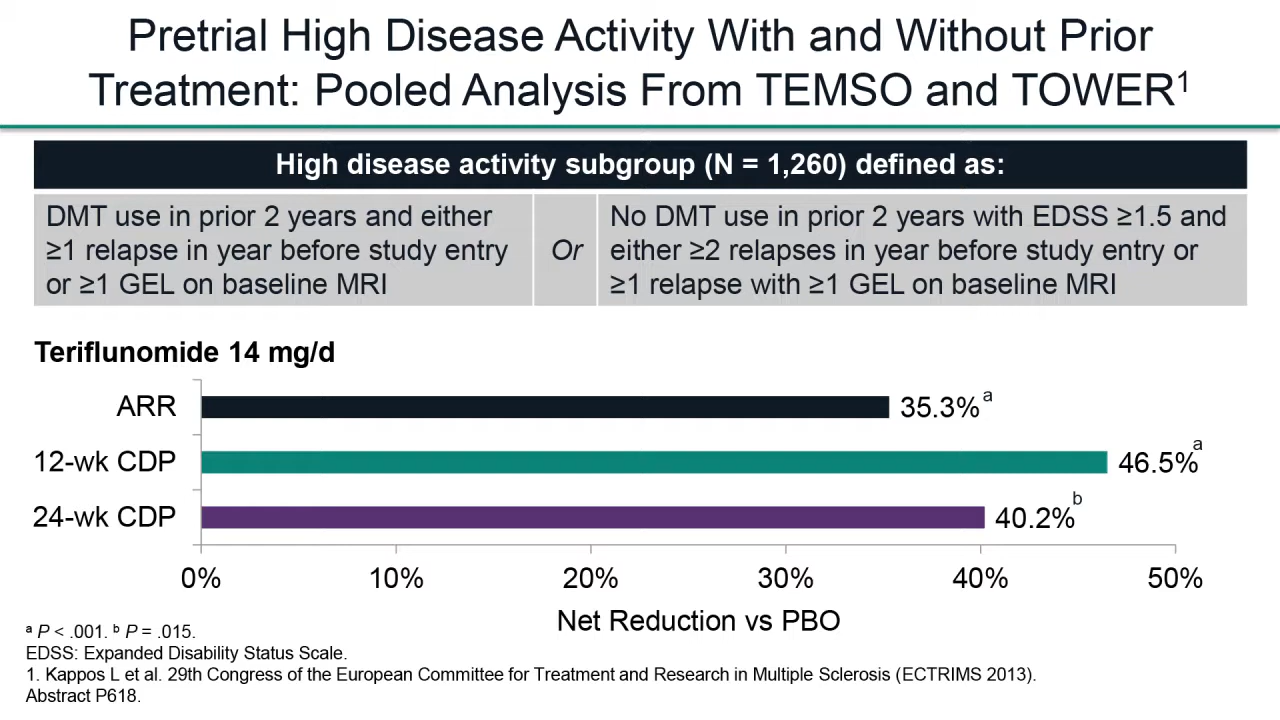 Pretrial High Disease Activity With and Without Prior
Treatment: Pooled Analysis From TEMSO and TOWER1
High disease activity subgroup (N = 1,260) defined as:
DMT use in prior 2 years and either
≥1 relapse in year before study entry
or ≥1 GEL on baseline MRI
Or
No DMT use in prior 2 years with EDSS ≥1.5 and
either ≥2 relapses in year before study entry or
≥1 relapse with ≥1 GEL on baseline MRI
Teriflunomide 14 mg/d
ARR
35.3%a
12-wk CDP
46.5%a
24-wk CDP
40.2%b
0%
10%
20%
30%
40%
50%
Net Reduction vs PBO
a P < .001. b P = .015.
EDSS: Expanded Disability Status Scale.
1. Kappos L et al. 29th Congress of the European Committee for Treatment and Research in Multiple Sclerosis (ECTRIMS 2013).
Abstract P618.